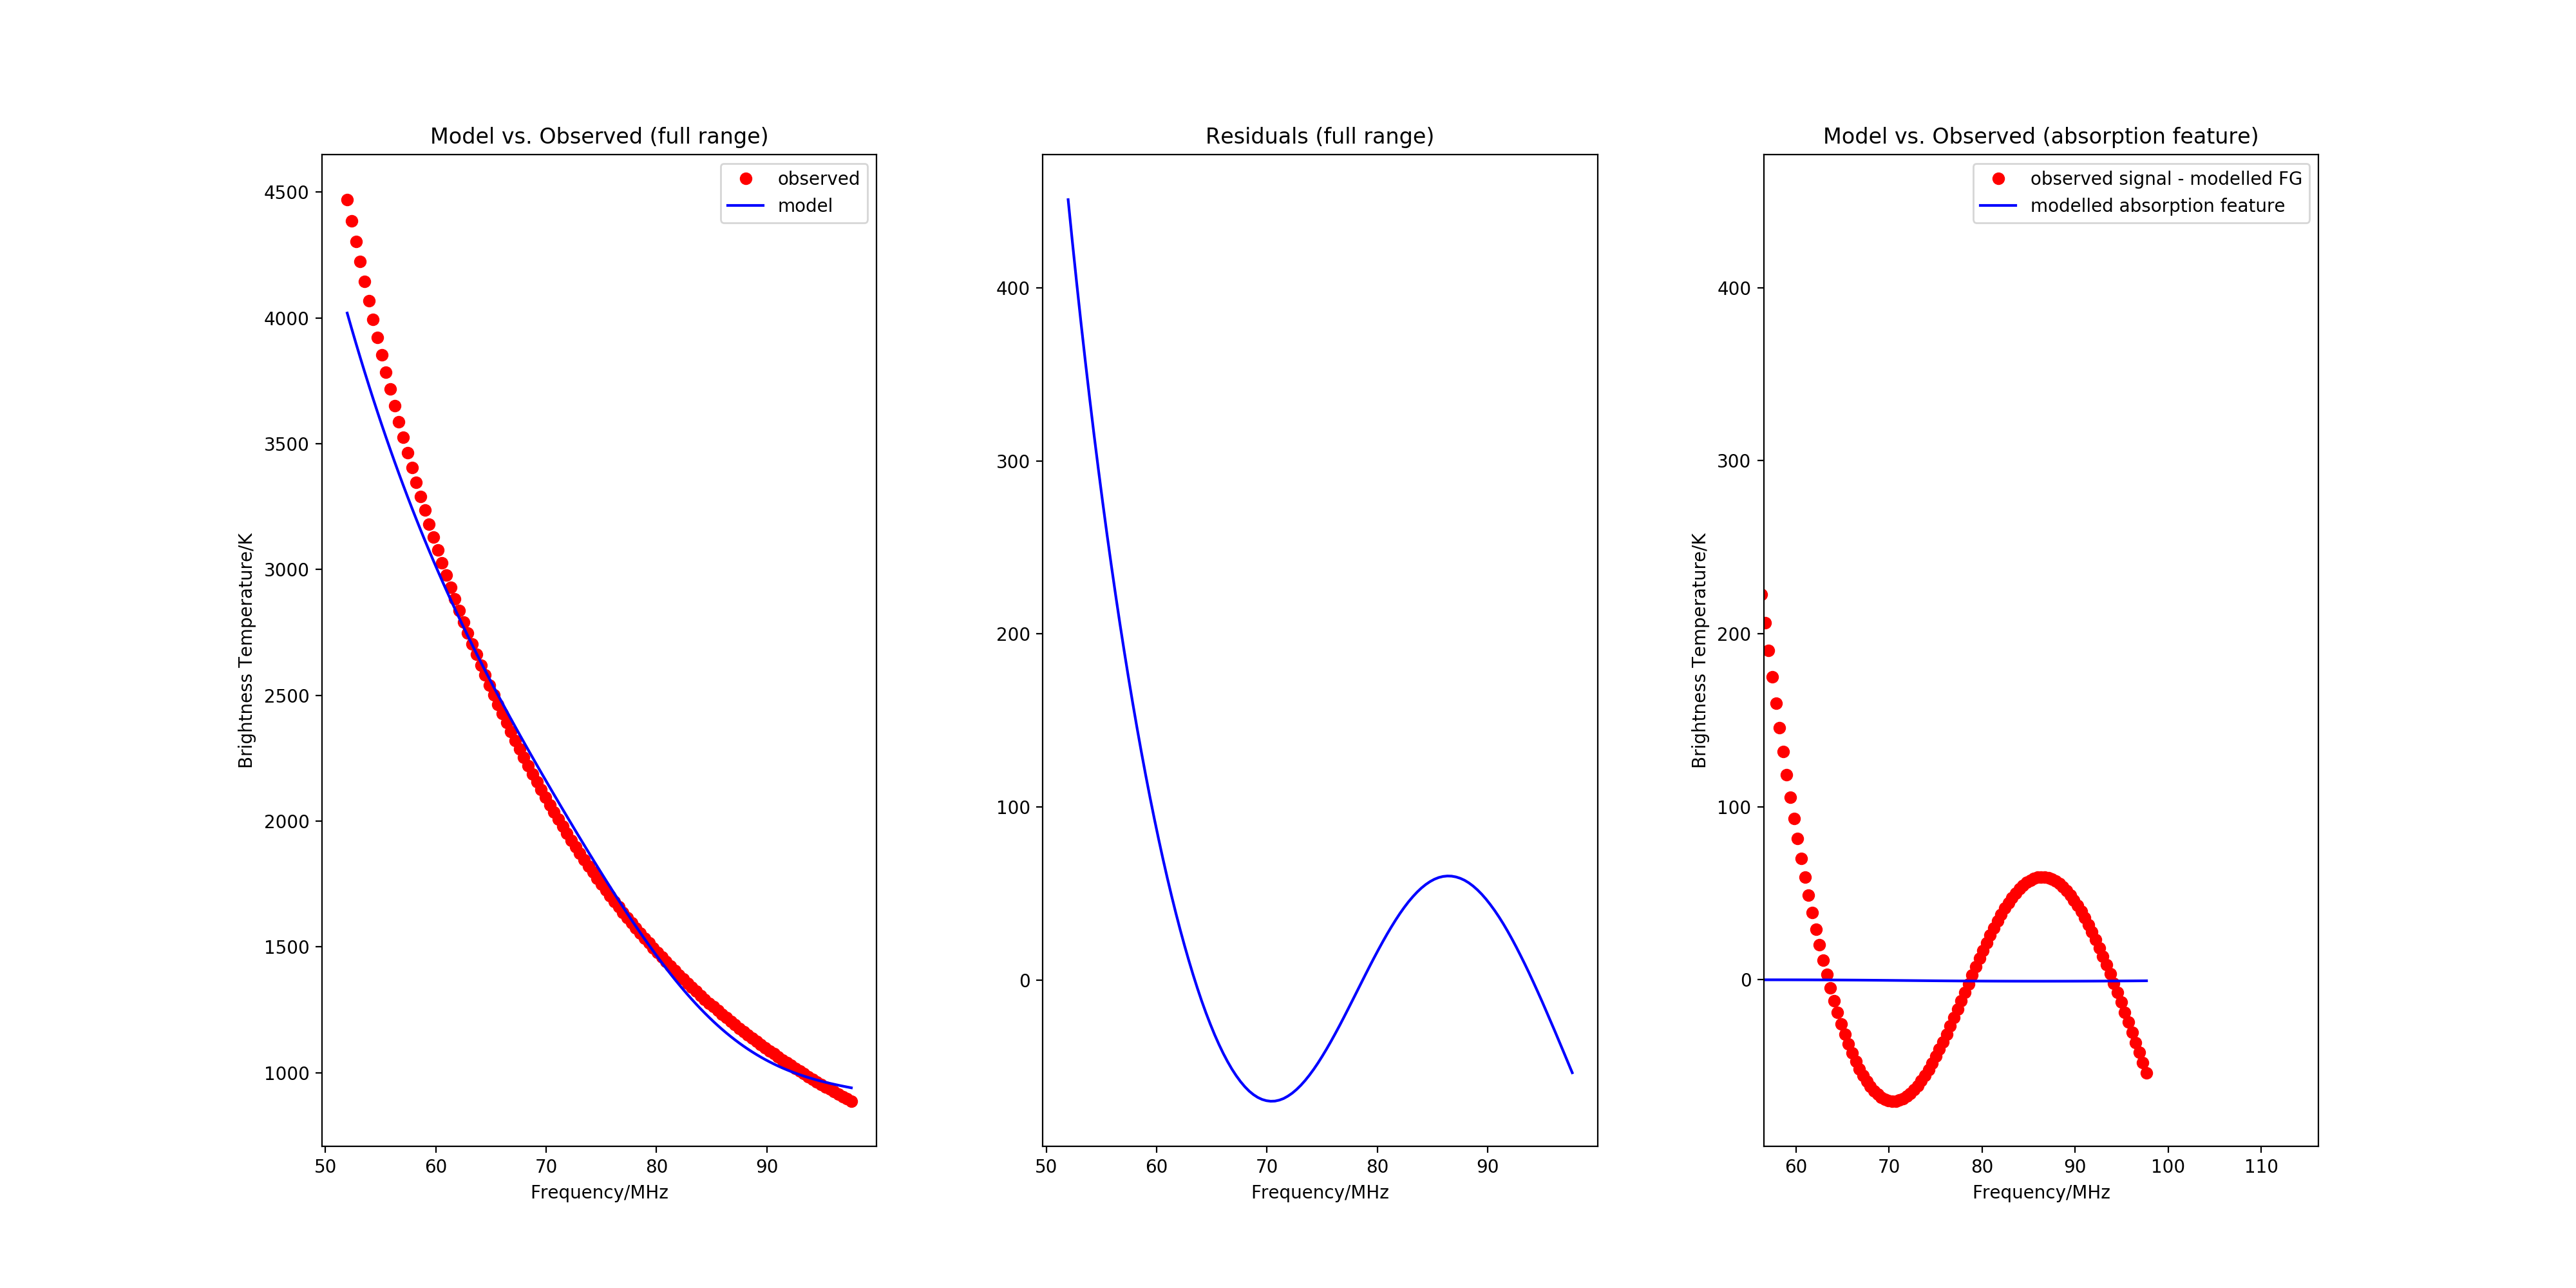 Model vs. Observed (full range)
observed
model
4500
4000
3500
3000
2500
2000
1500
1000
Brightness Temperature/K
50 60 70 80 90
Frequency/MHz
Residuals (full range)
400
300
200
100
0
50 60 70 80 90
Frequency/MHz
Model vs. Observed (absorption feature)
observed signal - modelled FG
modelled absorption feature
400
300
200
100
0
Brightness Temperature/K
60 70 80 90 100 110
Frequency/MHz